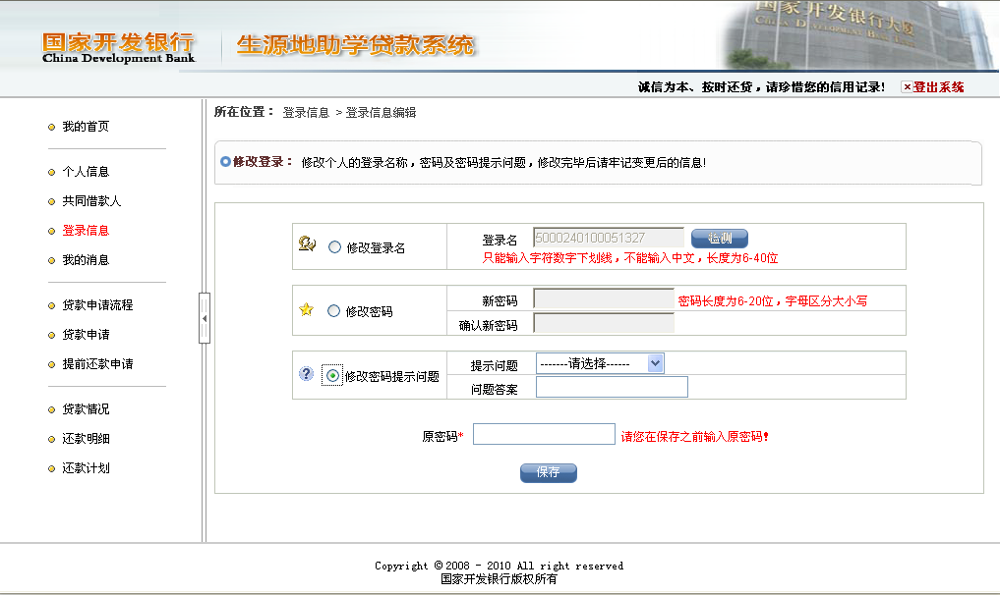 国家开发银行
China Development Bank
生源地助学贷款系统
国家开发银行大厦
诚信为本、按时还贷，请珍惜您的信用记录！ 登出系统
所在位置： 登录信息 > 登录信息编辑
我的首页
个人信息
共同借款人
登录信息
我的消息
贷款申请流程
贷款申请
提前还款申请
贷款情况
还款明细
还款计划
修改登录： 修改个人的登录名称，密码及密码提示问题，修改完毕后请牢记变更后的信息!
修改登录名 登录名 5000240100051327 检测
只能输入字符数字下划线，不能输入中文，长度为6-40位
修改密码 新密码 密码长度为6-20位，字母区分大小写
确认新密码
修改密码提示问题 提示问题 -------请选择------
问题答案
原密码* 请您在保存之前输入原密码!
保存
Copyright ©2008 - 2010 All right reserved
国家开发银行版权所有